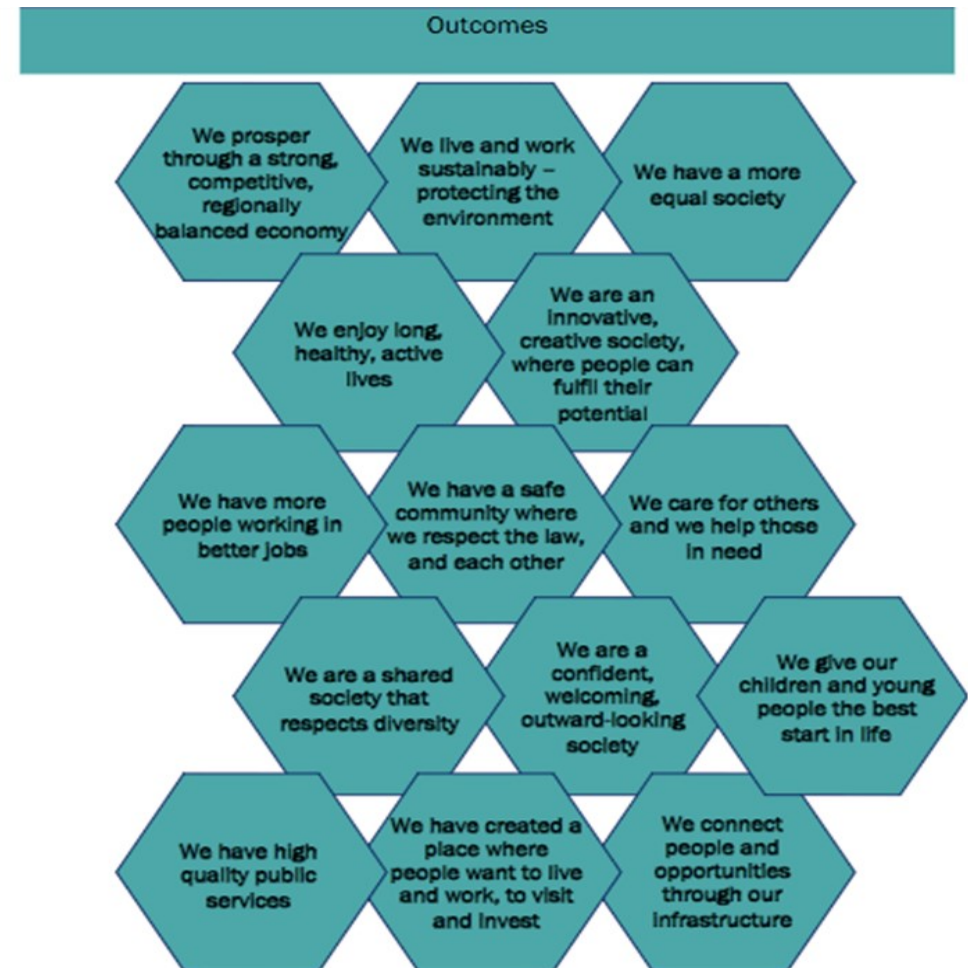 Outcomes
We prosper
through a strong,
competitive,
regionally
balanced economy
We live and work
sustainably –
protecting the
environment
We have a more
equal society
We enjoy long,
healthy, active
lives
We are an
innovative,
creative society,
where people can
fulfil their
potential
We have more
people working in
better jobs
We have a safe
community where
we respect the law,
and each other
We care for others
and we help those
in need
We are a shared
society that
respects diversity
We are a
confident,
welcoming,
outward-looking
society
We give our
children and young
people the best
start in life
We have high
quality public
services
We have created a
place where
people want to live
and work, to visit
and invest
We connect
people and
opportunities
through our
infrastructure